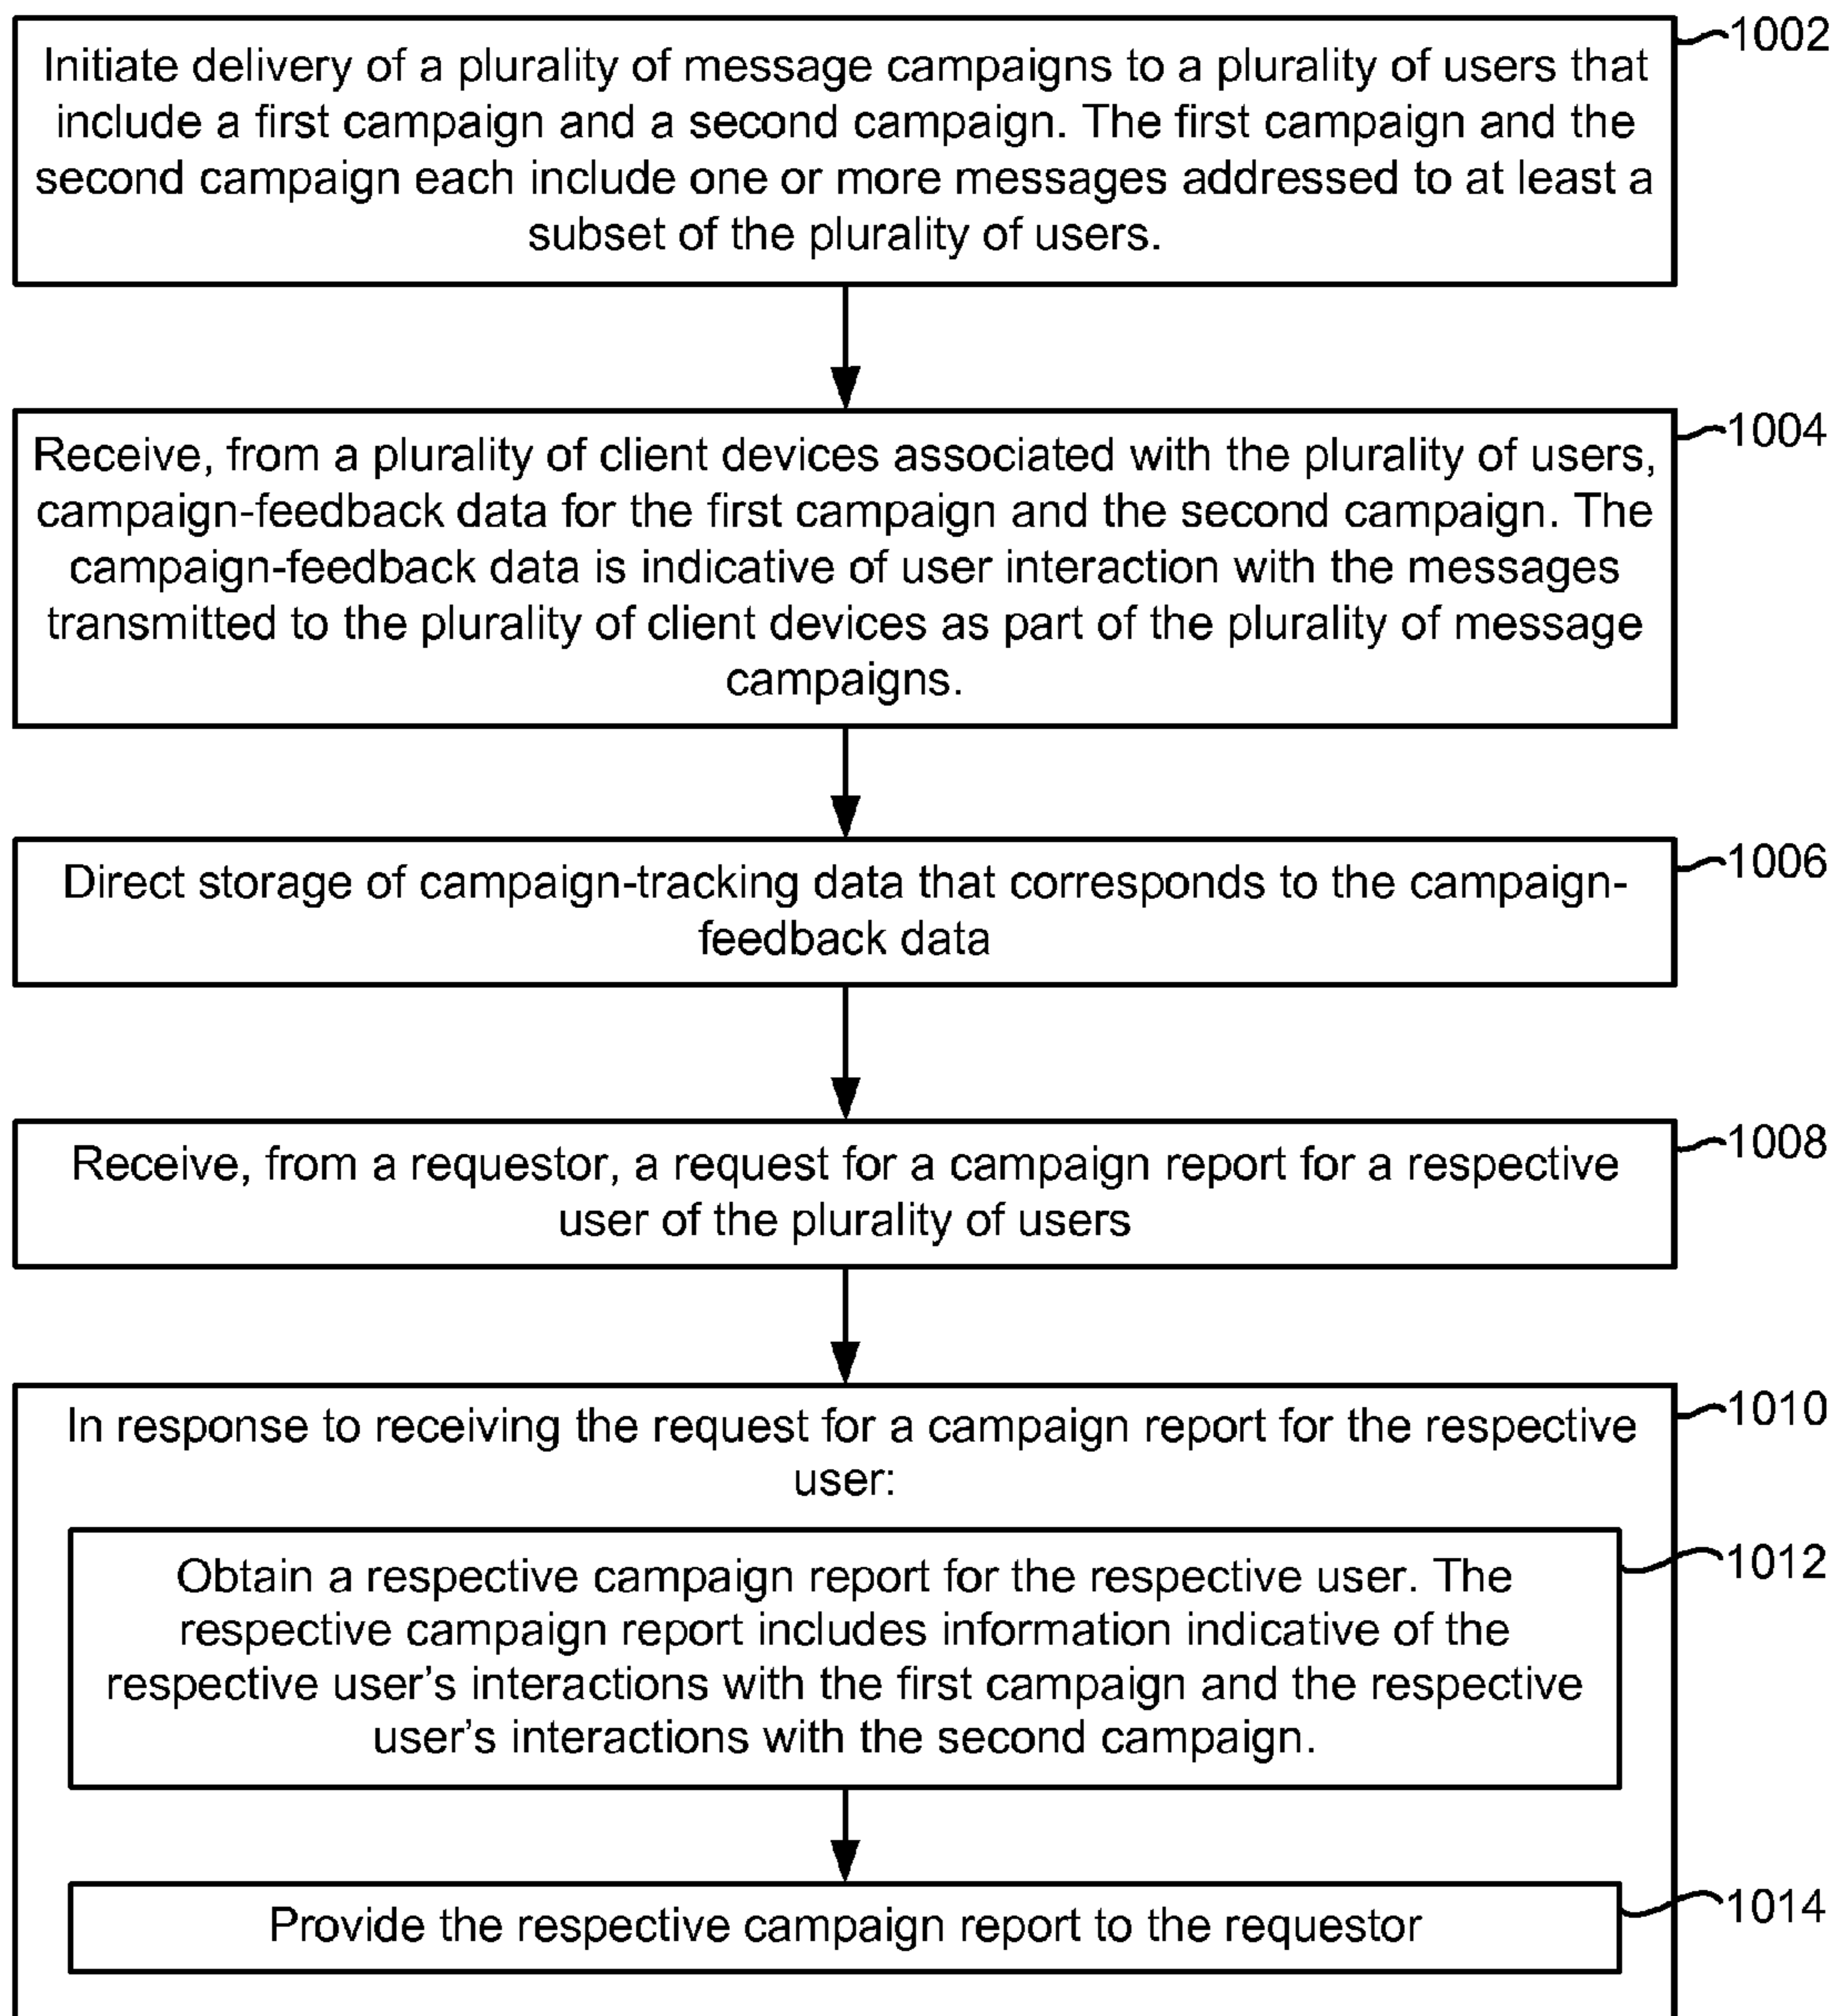 1002
Initiate delivery of a plurality of message campaigns to a plurality of users that
include a first campaign and a second campaign. The first campaign and the
second campaign each include one or more messages addressed to at least a
subset of the plurality of users.
1004
Receive, from a plurality of client devices associated with the plurality of users,
campaign-feedback data for the first campaign and the second campaign. The
campaign-feedback data is indicative of user interaction with the messages
transmitted to the plurality of client devices as part of the plurality of message
campaigns.
1006
Direct storage of campaign-tracking data that corresponds to the campaign-
feedback data
1008
Receive, from a requestor, a request for a campaign report for a respective
user of the plurality of users
1010
In response to receiving the request for a campaign report for the respective
user:
1012
Obtain a respective campaign report for the respective user. The
respective campaign report includes information indicative of the
respective user’s interactions with the first campaign and the respective
user’s interactions with the second campaign.
1014
Provide the respective campaign report to the requestor